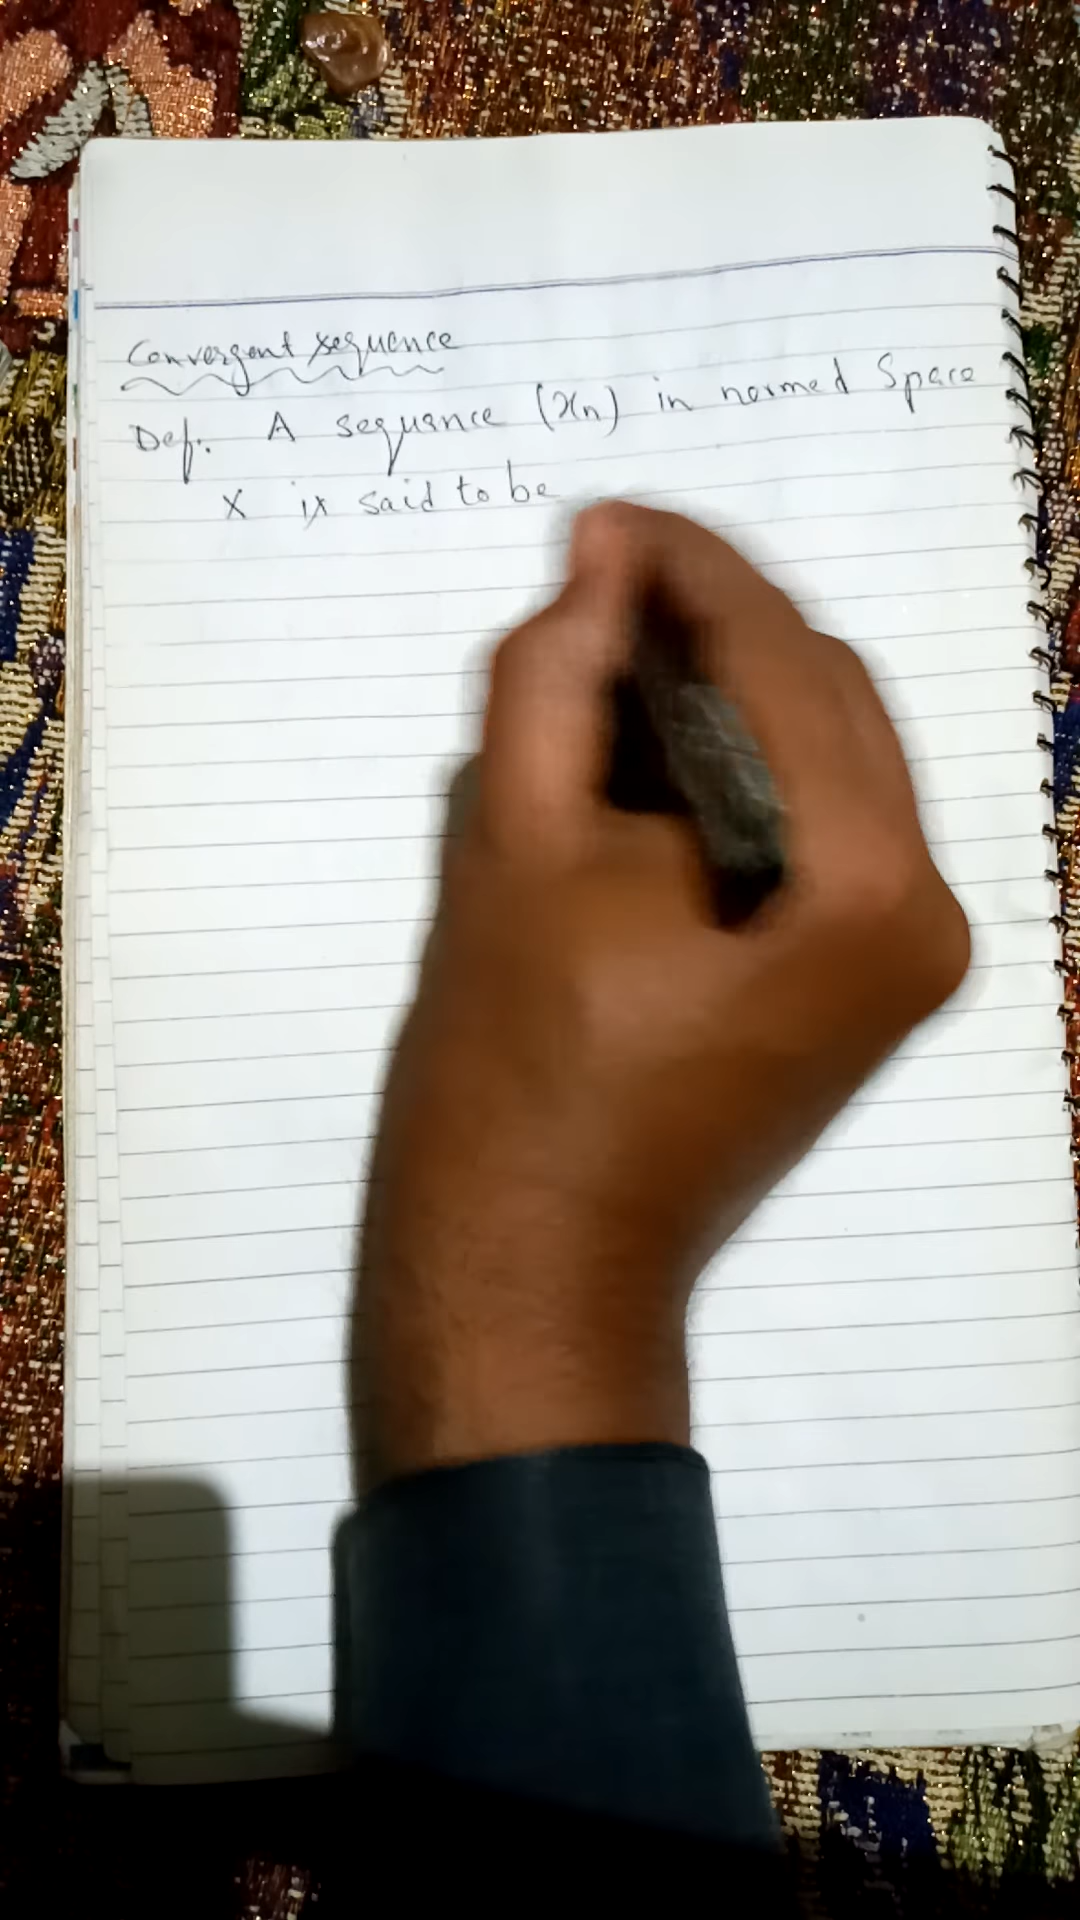 Convergent sequence
Def:. A sequence (xn) in normed Space
X is said to be